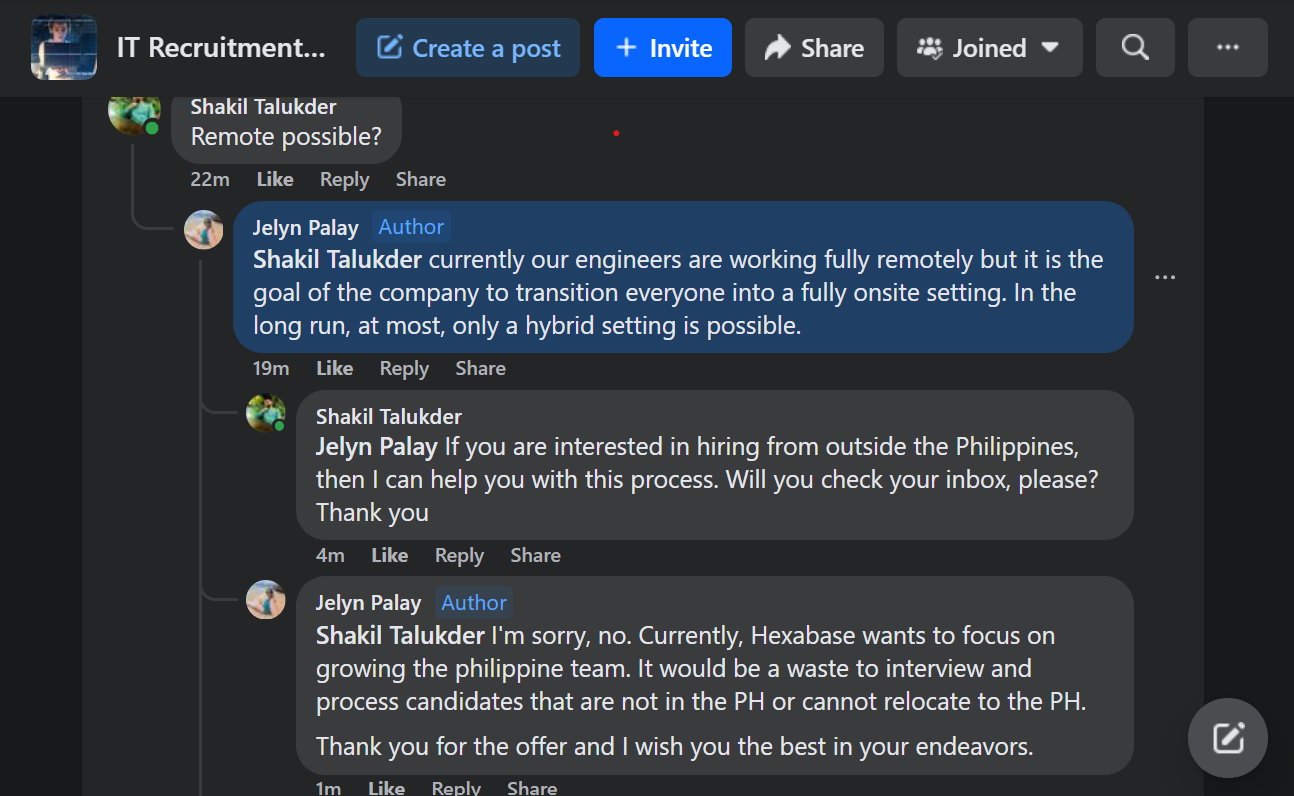 IT Recruitment...
Create a post
+ Invite
Share
Joined
Shakil Talukder
Remote possible?
22m Like Reply Share
Jelyn Palay Author
Shakil Talukder currently our engineers are working fully remotely but it is the
goal of the company to transition everyone into a fully onsite setting. In the
long run, at most, only a hybrid setting is possible.
19m Like Reply Share
Shakil Talukder
Jelyn Palay If you are interested in hiring from outside the Philippines,
then I can help you with this process. Will you check your inbox, please?
Thank you
4m Like Reply Share
Jelyn Palay Author
Shakil Talukder I'm sorry, no. Currently, Hexabase wants to focus on
growing the philippine team. It would be a waste to interview and
process candidates that are not in the PH or cannot relocate to the PH.
Thank you for the offer and I wish you the best in your endeavors.
1m Like Reply Share